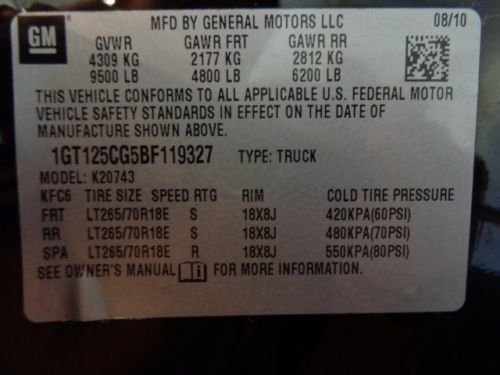 GM
MFD BY GENERAL MOTORS LLC 08/10
GVWR GAWR FRT GAWR RR
4309 KG 2177 KG 2812 KG
9500 LB 4800 LB 6200 LB
THIS VEHICLE CONFORMS TO ALL APPLICABLE U.S. FEDERAL MOTOR
VEHICLE SAFETY STANDARDS IN EFFECT ON THE DATE OF
MANUFACTURE SHOWN ABOVE.
1GT125CG5BF119327 TYPE: TRUCK
MODEL: K20743
KFC6 TIRE SIZE SPEED RTG RIM COLD TIRE PRESSURE
FRT LT265/70R18E S 18X8J 420KPA(60PSI)
RR LT265/70R18E S 18X8J 480KPA(70PSI)
SPA LT265/70R18E R 18X8J 550KPA(80PSI)
SEE OWNER'S MANUAL FOR MORE INFORMATION.